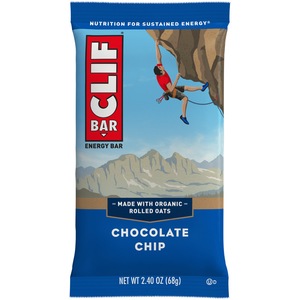 NUTRITION FOR SUSTAINED ENERGY®
CLIF
BAR®
ENERGY BAR
MADE WITH ORGANIC
ROLLED OATS
CHOCOLATE
CHIP
NET WT 2.40 OZ (68g)